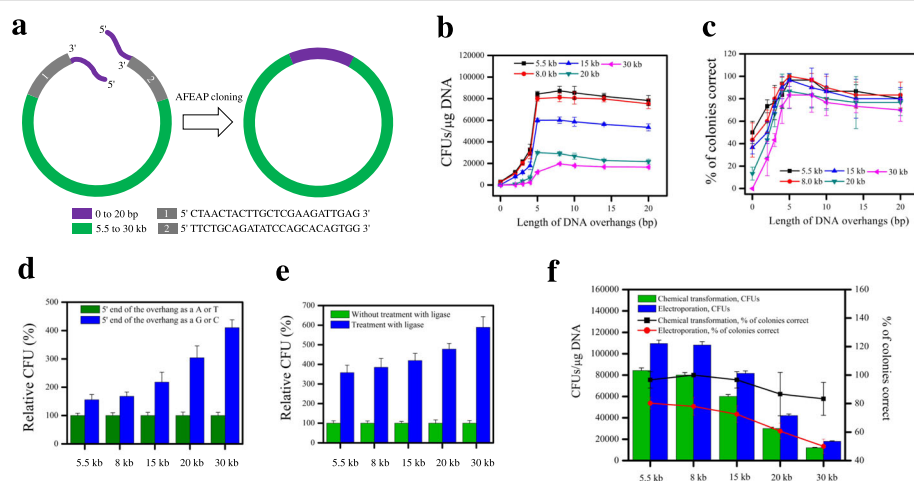 a
5'
3'
5'
3'
1
2
5'
AFEAP cloning
0 to 20 bp
5.5 to 30 kb
1 5' CTAACTACTTGCTCGAAGATTGAG 3'
2 5' TTCTGCAGATATCCAGCACAGTGG 3'
b
CFUs/μg DNA
120000
100000
80000
60000
40000
20000
0
5.5 kb 15 kb 30 kb
8.0 kb 20 kb
0 5 10 15 20
Length of DNA overhangs (bp)
c
% of colonies correct
120
100
80
60
40
20
0
5.5 kb 15 kb 30 kb
8.0 kb 20 kb
0 5 10 15 20
Length of DNA overhangs (bp)
d
Relative CFU (%)
500
400
300
200
100
0
5' end of the overhang as a A or T
5' end of the overhang as a G or C
5.5 kb 8 kb 15 kb 20 kb 30 kb
e
Relative CFU (%)
700
600
500
400
300
200
100
0
Without treatment with ligase
Treatment with ligase
5.5 kb 8 kb 15 kb 20 kb 30 kb
f
CFUs/μg DNA
160000
140000
120000
100000
80000
60000
40000
20000
0
Chemical transformation, CFUs
Electroporation, CFUs
Chemical transformation, % of colonies correct
Electroporation, % of colonies correct
160
140
120
100
80
60
40
% of colonies correct
5.5 kb 8 kb 15 kb 20 kb 30 kb